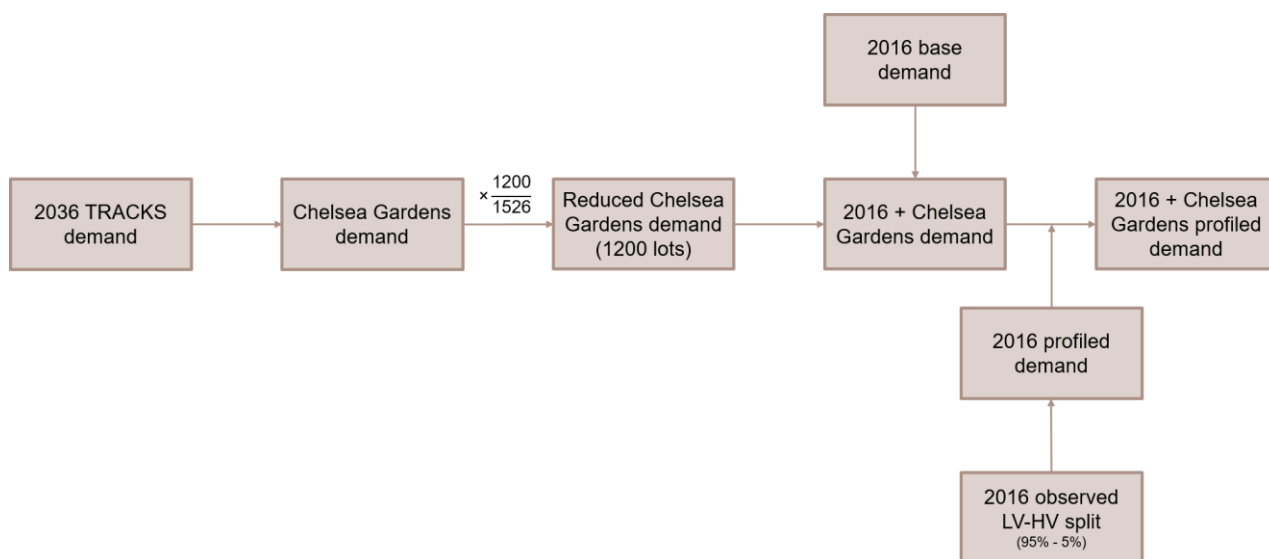 2016 base
demand
2036 TRACKS
demand
Chelsea Gardens
demand
× 1200
1526
Reduced Chelsea
Gardens demand
(1200 lots)
2016 + Chelsea
Gardens demand
2016 + Chelsea
Gardens profiled
demand
2016 profiled
demand
2016 observed
LV-HV split
(95% - 5%)